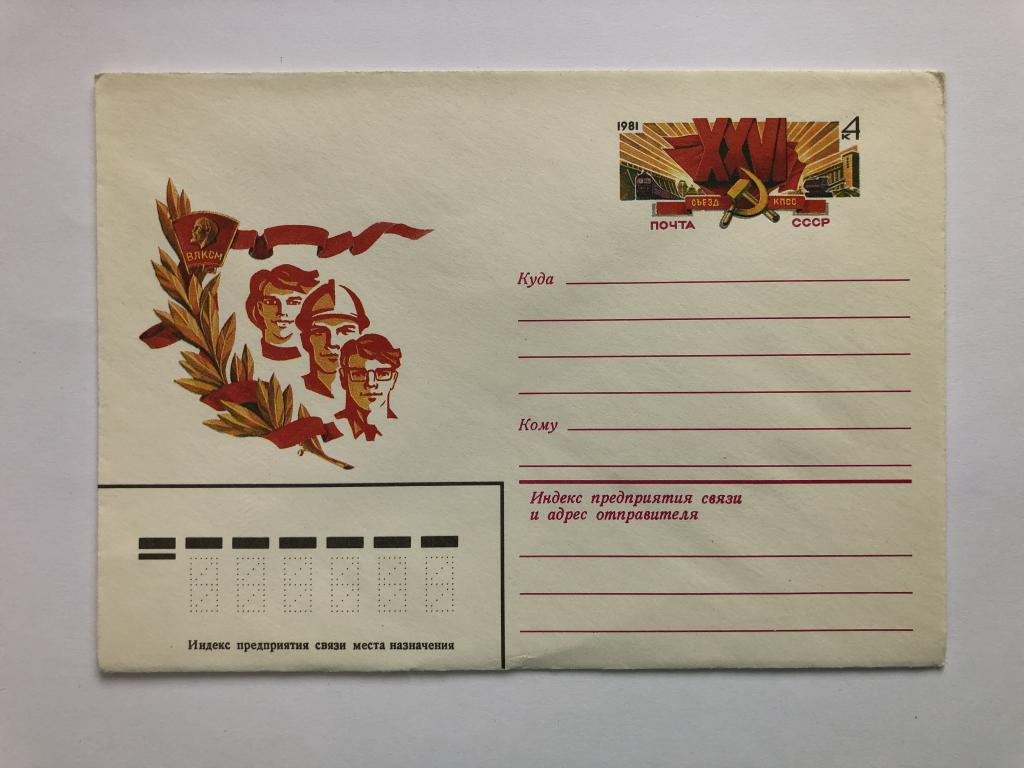 1981
4
К
XXVI
СЪЕЗД КПСС
ПОЧТА СССР
ВЛКСМ
Куда
Кому
Индекс предприятия связи
и адрес отправителя
Индекс предприятия связи места назначения